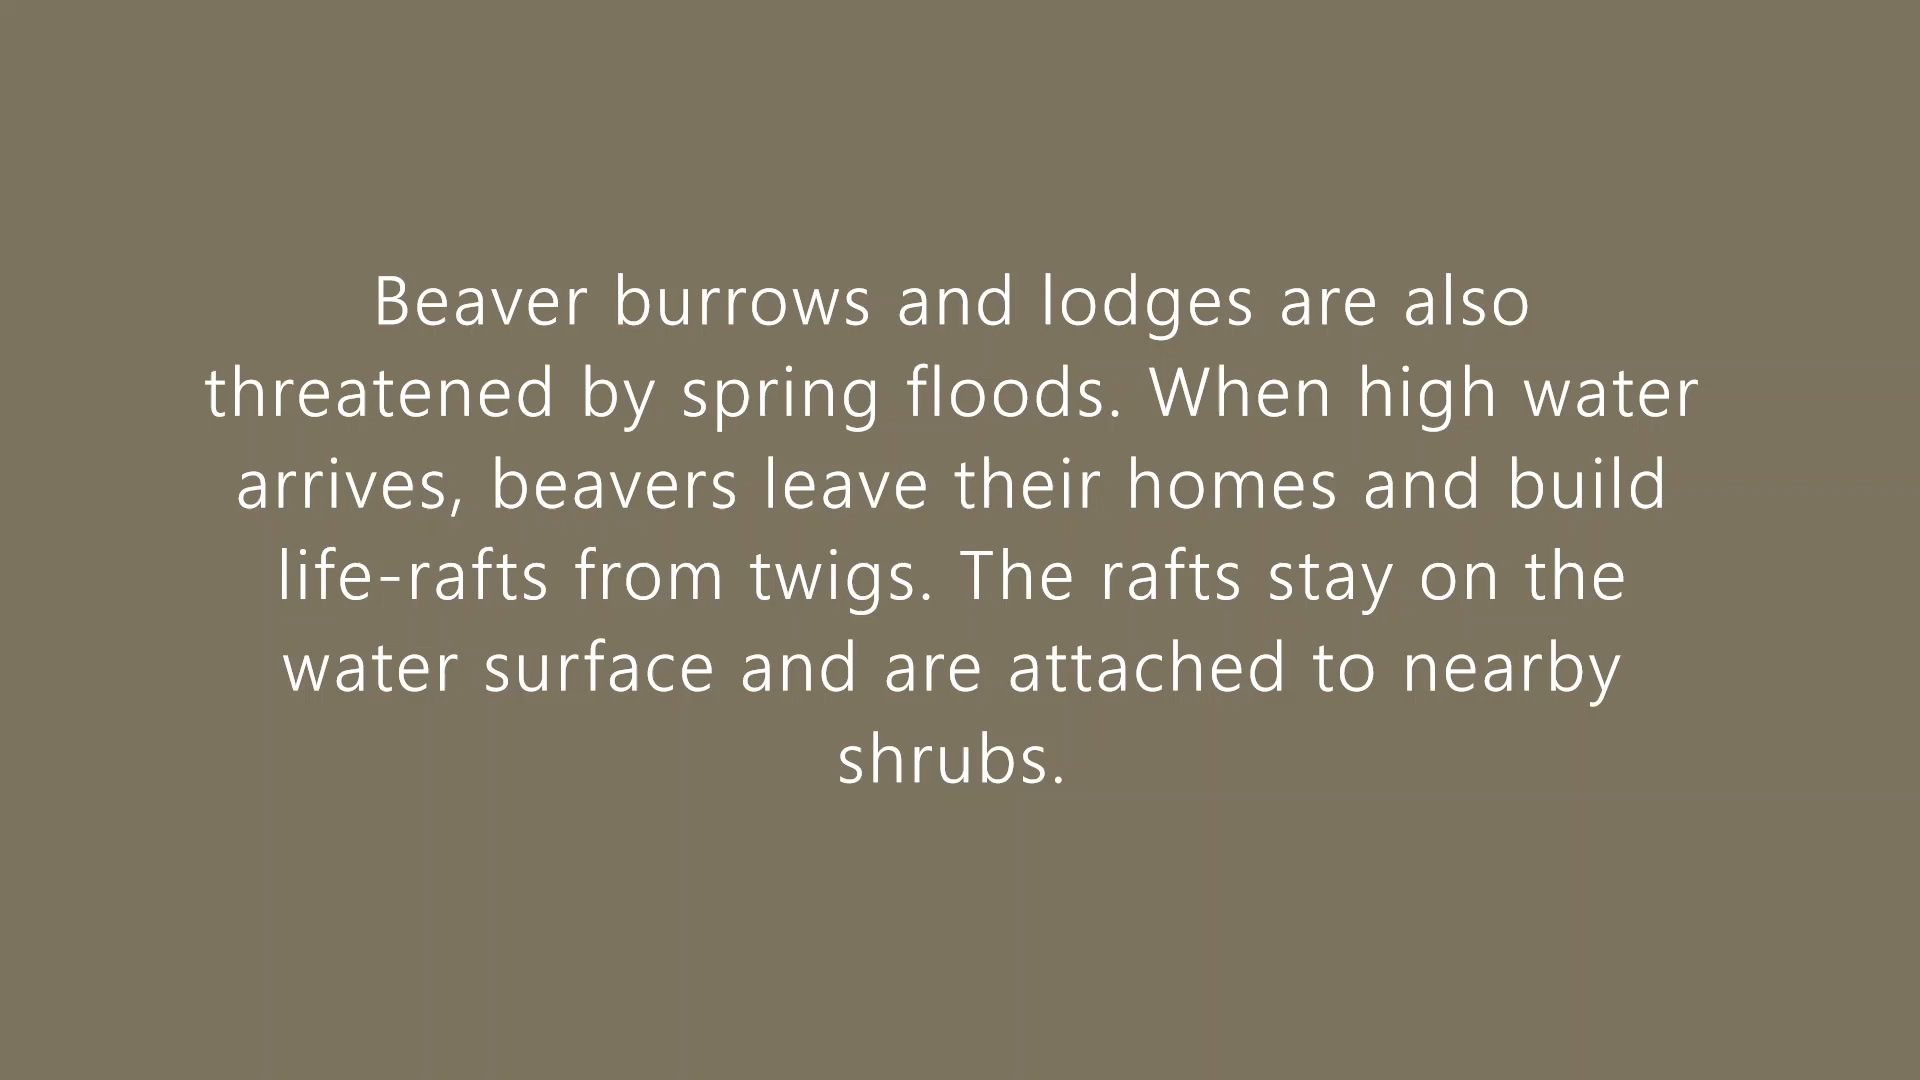 Beaver burrows and lodges are also
threatened by spring floods. When high water
arrives, beavers leave their homes and build
life-rafts from twigs. The rafts stay on the
water surface and are attached to nearby
shrubs.